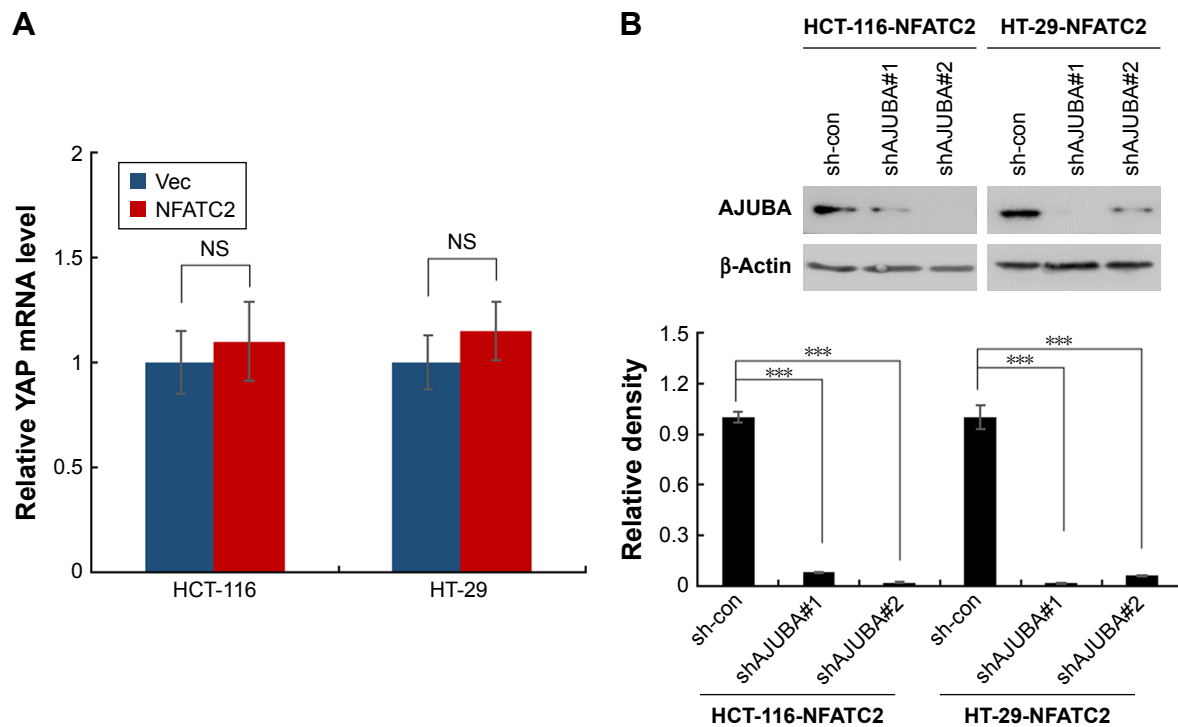 A
Relative YAP mRNA level
2
1.5
1
0.5
0
Vec
NFATC2
NS
NS
HCT-116
HT-29
B
HCT-116-NFATC2
HT-29-NFATC2
sh-con
shAJUBA#1
shAJUBA#2
sh-con
shAJUBA#1
shAJUBA#2
AJUBA
β-Actin
Relative density
1.5
1.2
0.9
0.6
0.3
0
***
***
***
***
sh-con
shAJUBA#1
shAJUBA#2
sh-con
shAJUBA#1
shAJUBA#2
HCT-116-NFATC2
HT-29-NFATC2